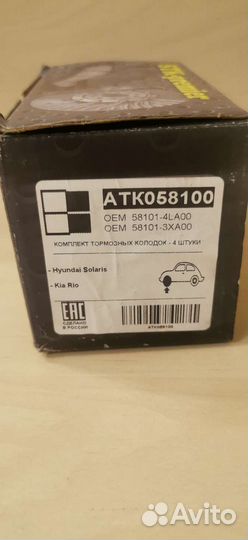 ATK058100
OEM 58101-4LA00
OEM 58101-3XA00
КОМПЛЕКТ ТОРМОЗНЫХ КОЛОДОК - 4 ШТУКИ
- Hyundai Solaris
- Kia Rio
EAC
СДЕЛАНО
В РОССИИ
ATK058100
Avito